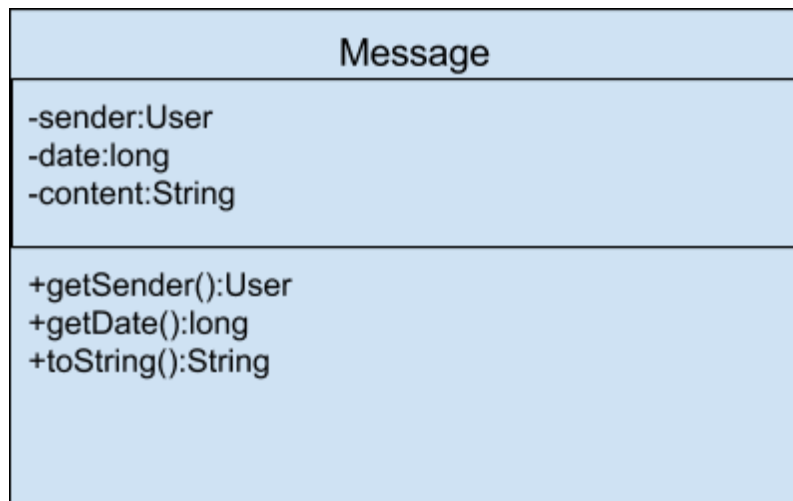 Message
-sender:User
-date:long
-content:String
+getSender():User
+getDate():long
+toString():String